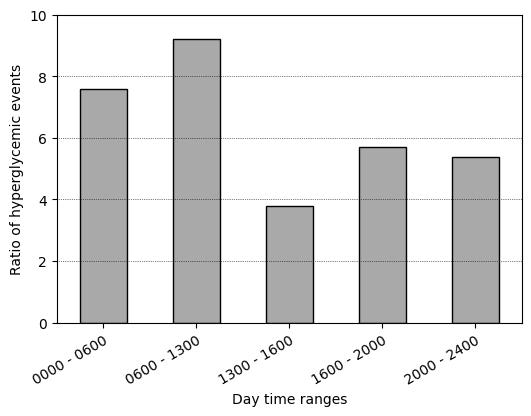 Ratio of hyperglycemic events
10
8
6
4
2
0
0000 - 0600
0600 - 1300
1300 - 1600
1600 - 2000
2000 - 2400
Day time ranges